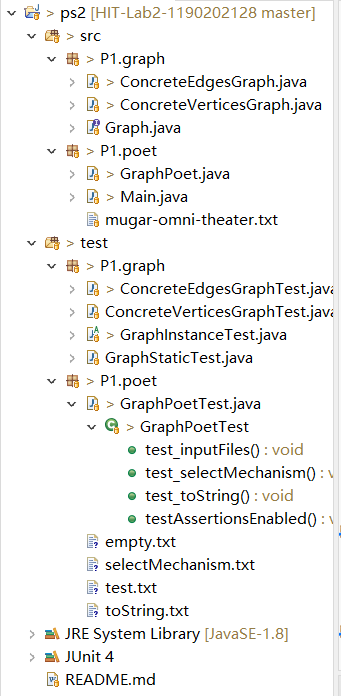 > ps2 [HIT-Lab2-1190202128 master]
> src
> P1.graph
> ConcreteEdgesGraph.java
> ConcreteVerticesGraph.java
> Graph.java
> P1.poet
> GraphPoet.java
> Main.java
mugar-omni-theater.txt
> test
> P1.graph
> ConcreteEdgesGraphTest.java
ConcreteVerticesGraphTest.java
> GraphInstanceTest.java
GraphStaticTest.java
> P1.poet
> GraphPoetTest.java
> GraphPoetTest
test_inputFiles() : void
test_selectMechanism() : v
test_toString() : void
testAssertionsEnabled() : v
empty.txt
selectMechanism.txt
test.txt
toString.txt
JRE System Library [JavaSE-1.8]
JUnit 4
README.md